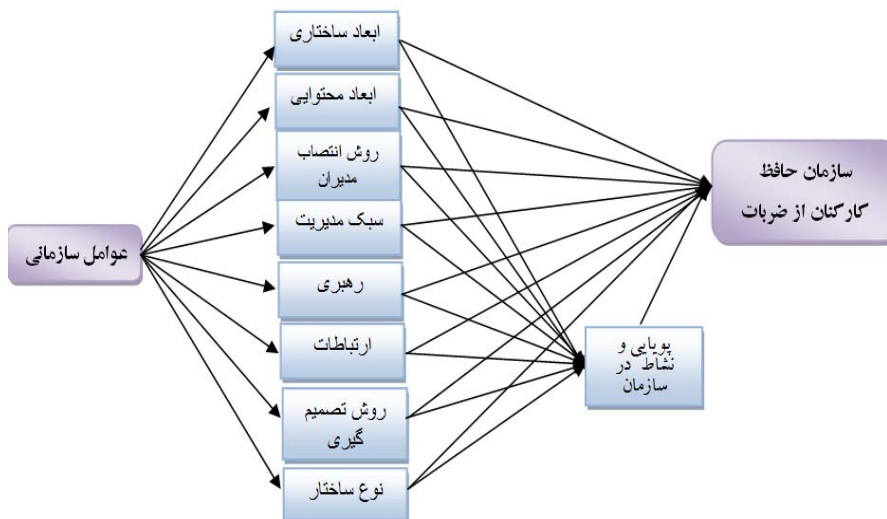 ابعاد ساختاری
ابعاد محتوایی
روش انتصاب
مدیران
سبک مدیریت
رهبری
ارتباطات
روش تصمیم
گیری
نوع ساختار
عوامل سازمانی
سازمان حافظ
کارکنان از ضربات
پویایی و
نشاط در
سازمان